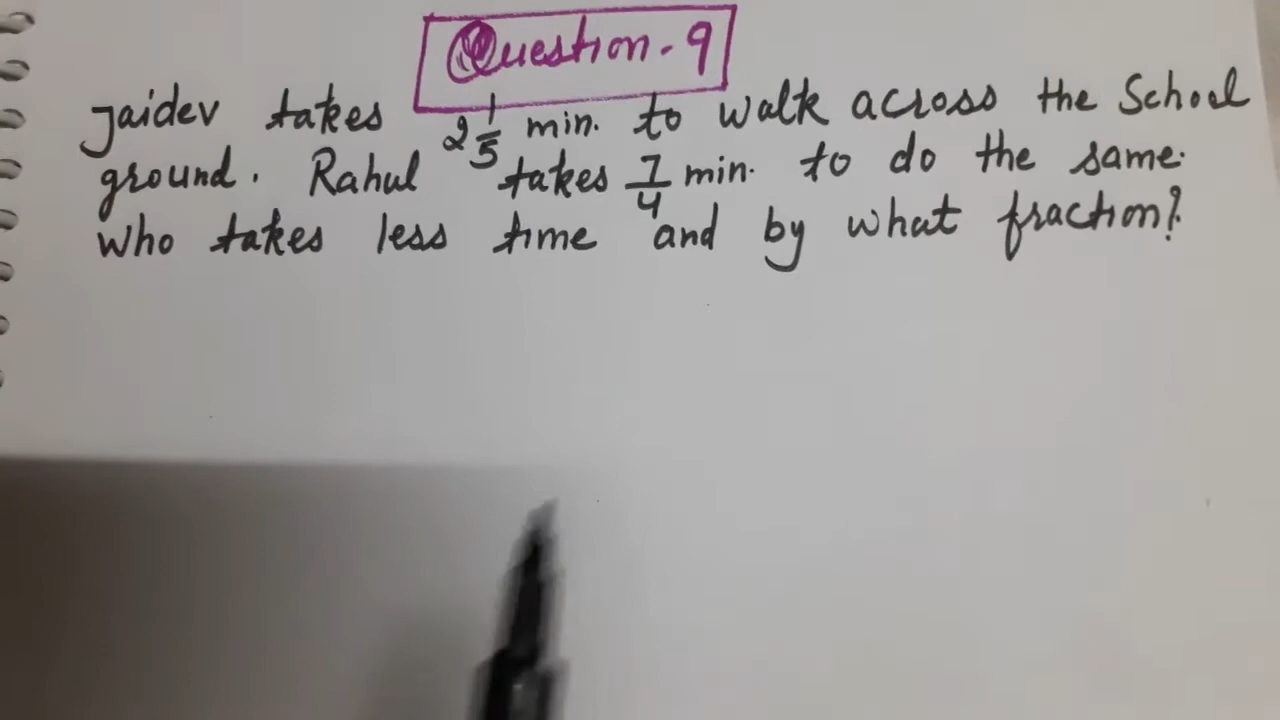 Question-9
Jaidev takes 2 1/5 min. to walk across the School
ground. Rahul takes 7/4 min. to do the same.
Who takes less time and by what fraction?